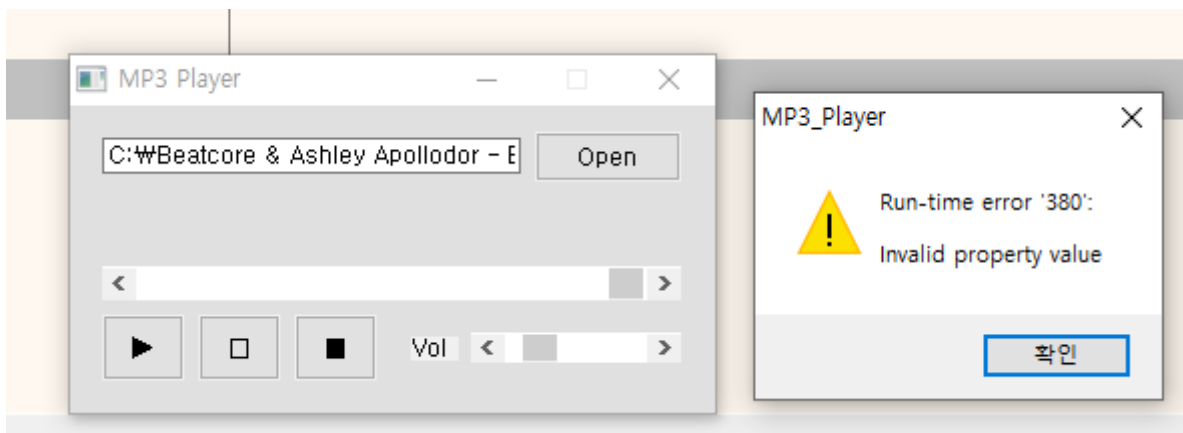 MP3 Player
C:₩Beatcore & Ashley Apollodor - E
Open
Vol
MP3_Player
Run-time error '380':
Invalid property value
확인